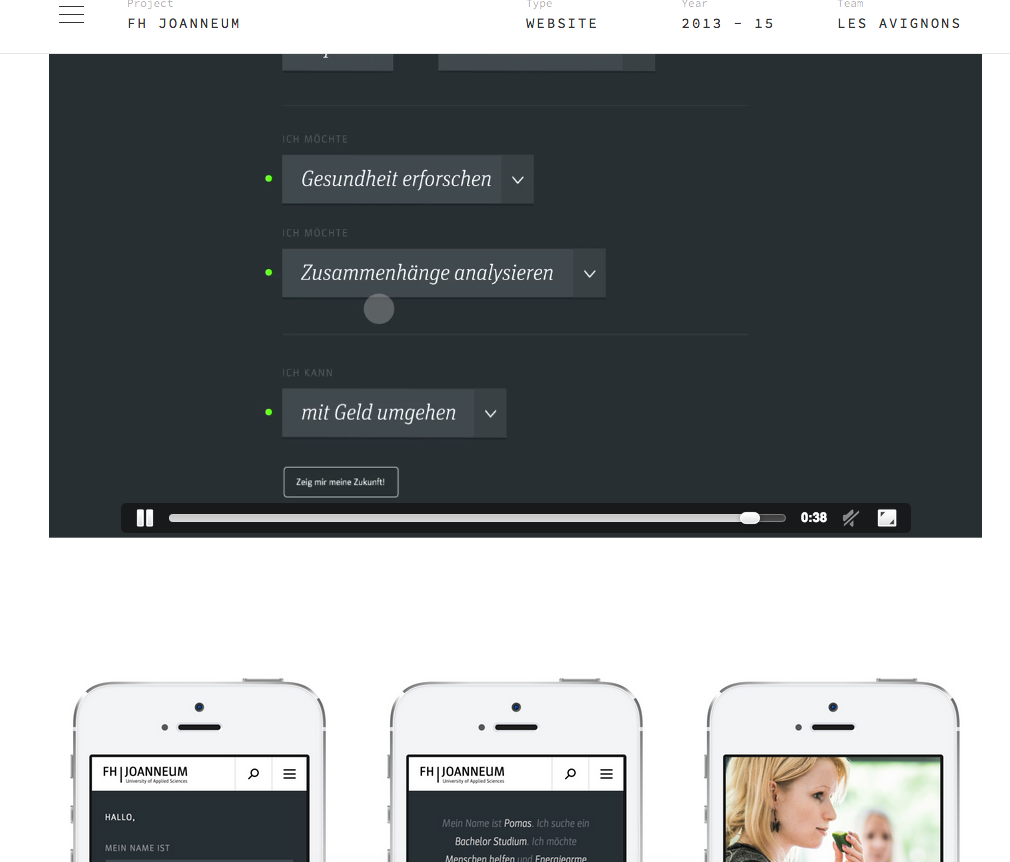 Project
Type
Year
Team
FH JOANNEUM
WEBSITE
2013 – 15
LES AVIGNONS
ICH MÖCHTE
Gesundheit erforschen
ICH MÖCHTE
Zusammenhänge analysieren
ICH KANN
mit Geld umgehen
Zeig mir meine Zukunft!
0:38
FH | JOANNEUM
University of Applied Sciences
HALLO,
MEIN NAME IST
FH | JOANNEUM
University of Applied Sciences
Mein Name ist Pomas. Ich suche ein
Bachelor Studium. Ich möchte
Menschen helfen und Energiearme